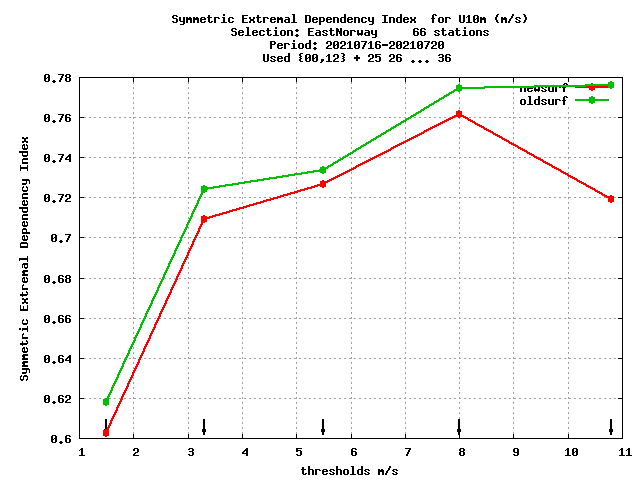 Symmetric Extremal Dependency Index  for U10m (m/s)
Selection: EastNorway     66 stations
Period: 20210716-20210720
Used {00,12} + 25 26 ... 36
0.78
0.76
0.74
0.72
0.7
0.68
0.66
0.64
0.62
0.6
Symmetric Extremal Dependency Index
newsurf
oldsurf
1 2 3 4 5 6 7 8 9 10 11
thresholds m/s